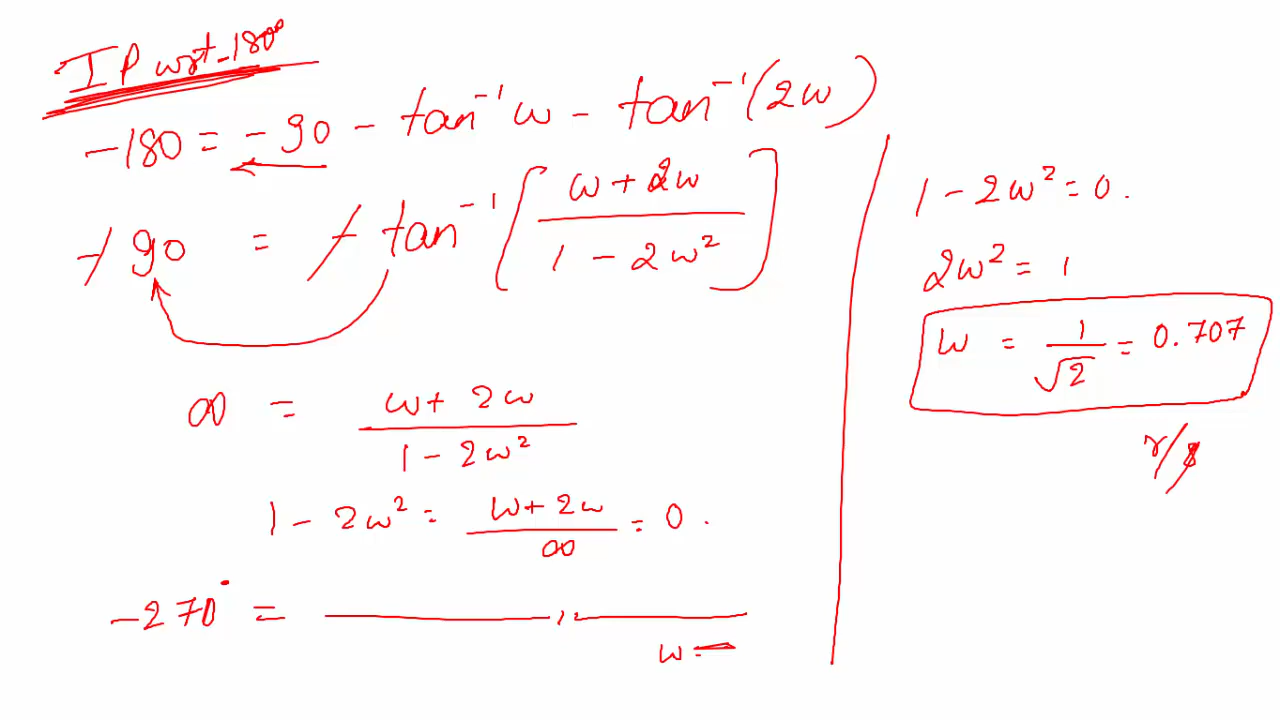 IP wrt -180°
-180 = -90 - tan⁻¹ω - tan⁻¹(2ω)
-90 = - tan⁻¹ [ (ω + 2ω) / (1 - 2ω²) ]
∞ = (ω + 2ω) / (1 - 2ω²)
1 - 2ω² = (ω + 2ω) / ∞ = 0.
-270° = ——— ,, ———
ω =
1 - 2ω² = 0.
2ω² = 1
ω = 1/√2 = 0.707
r/s